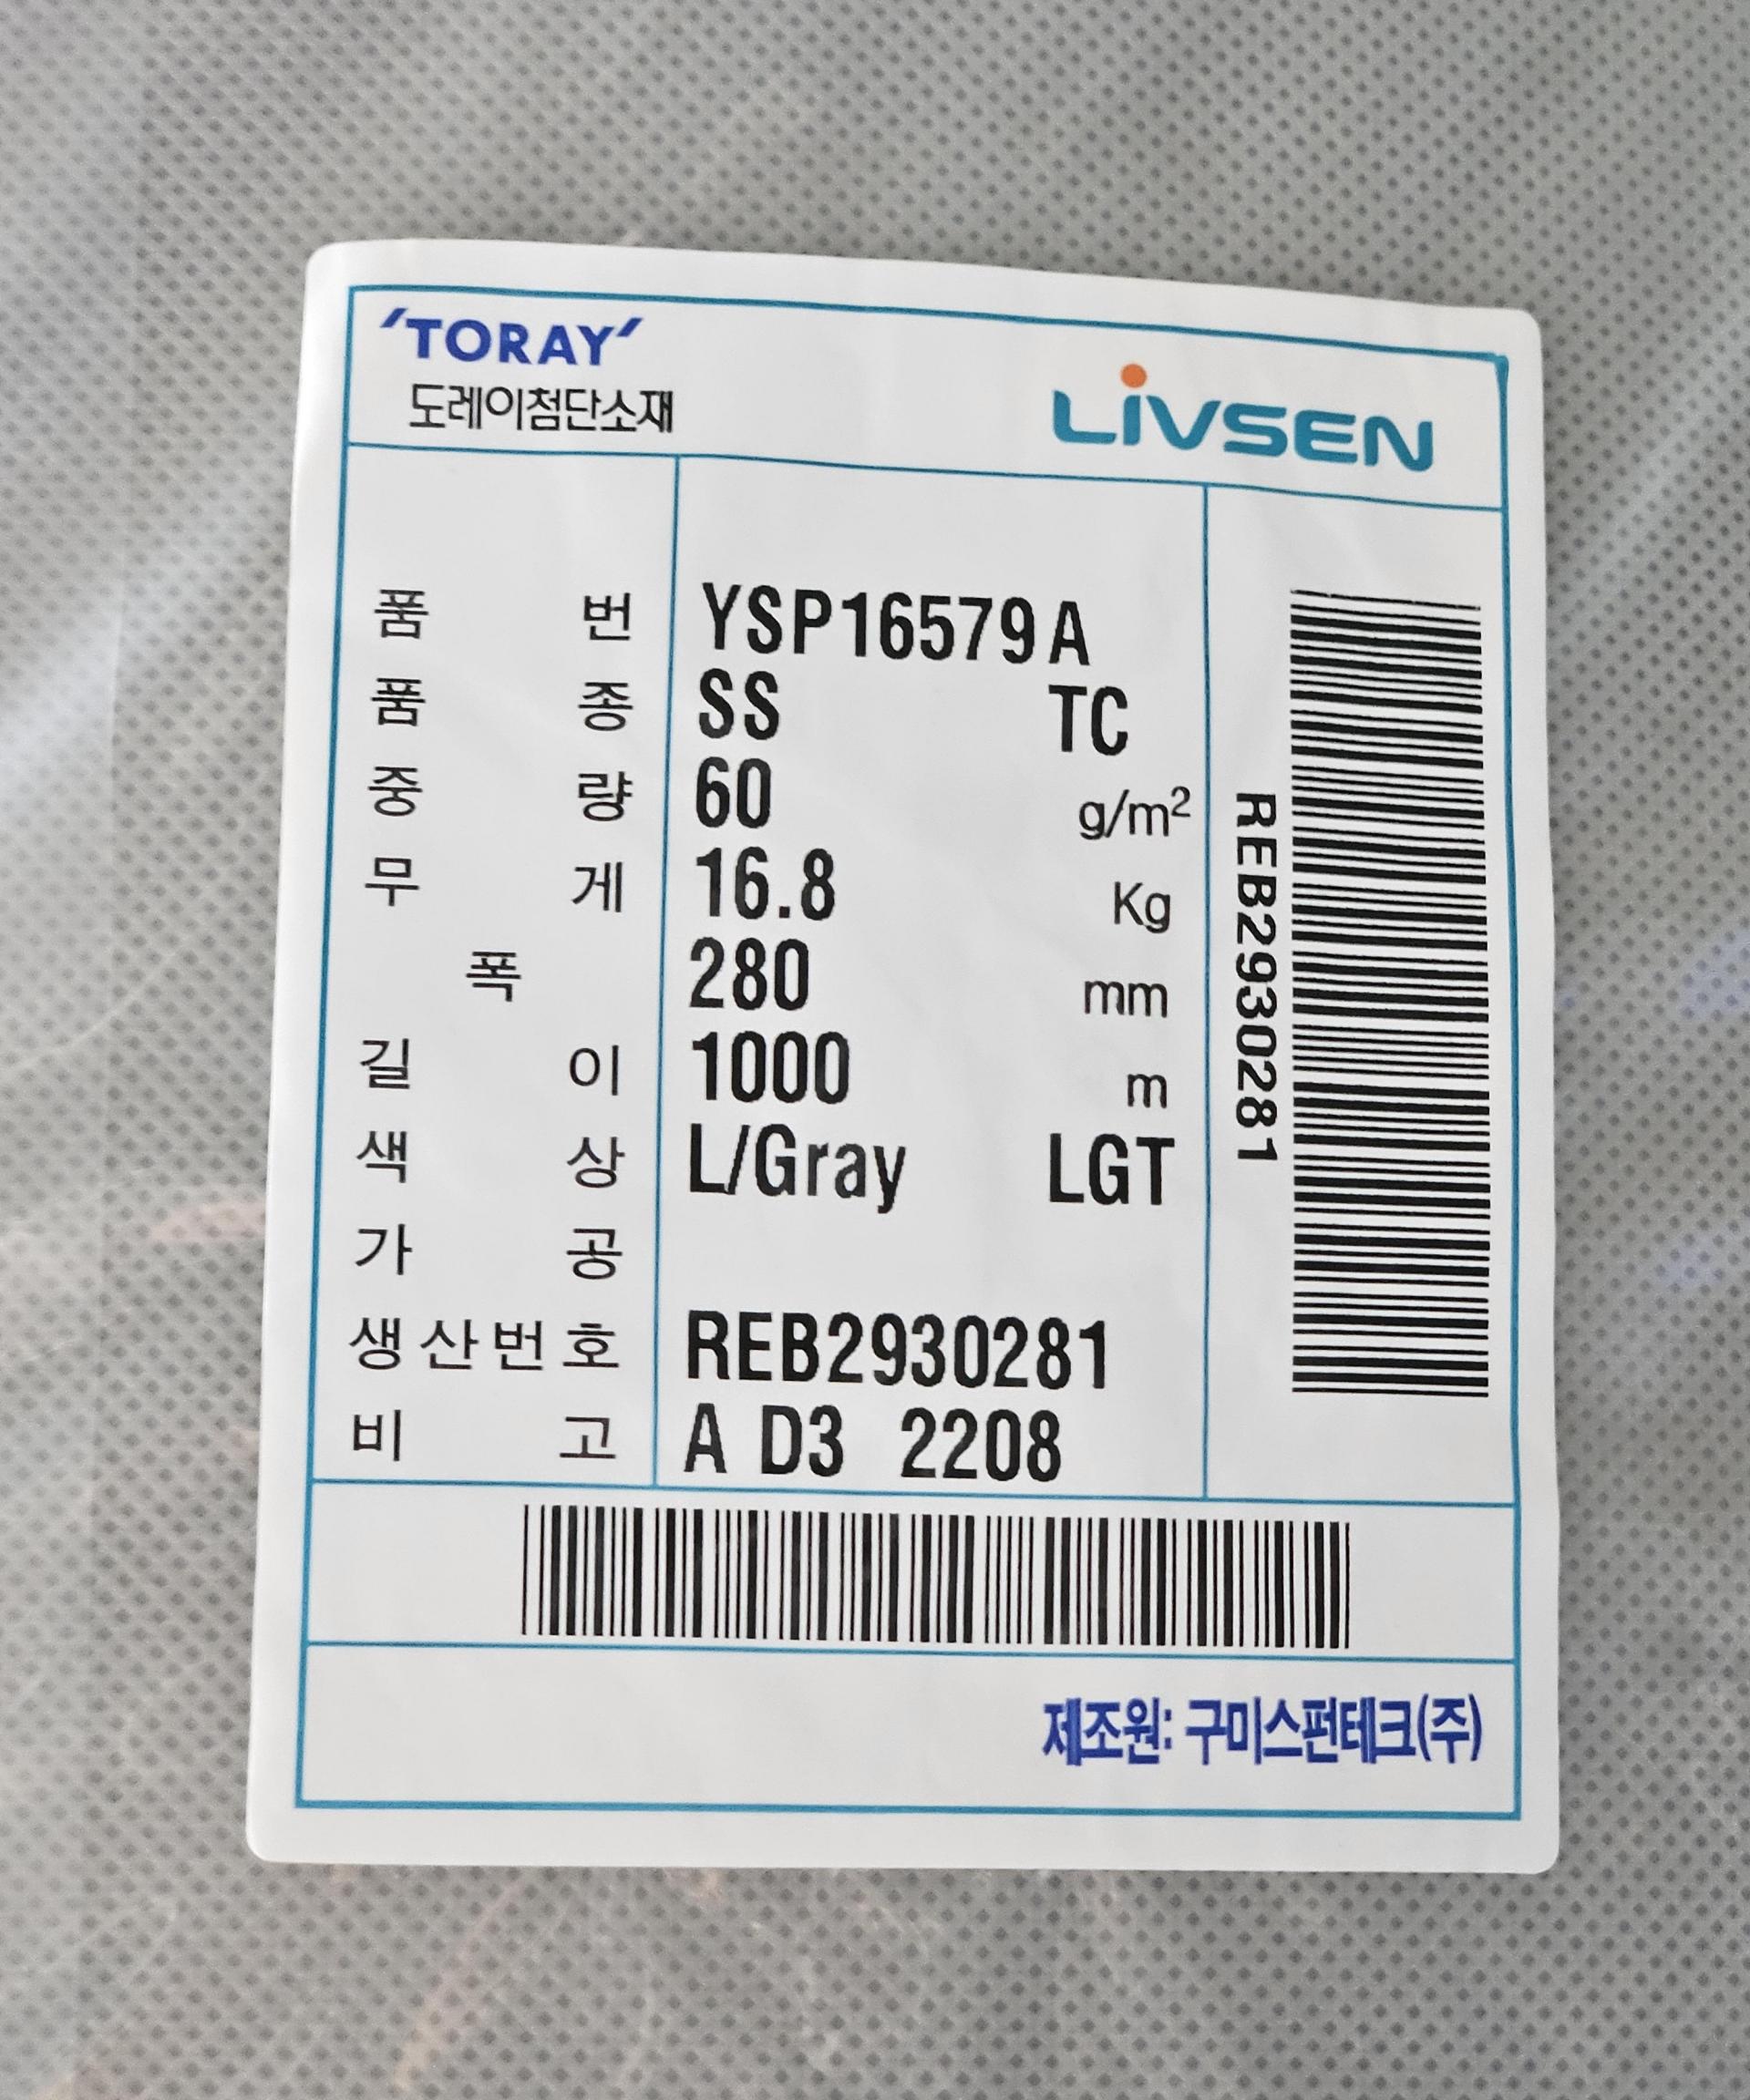 'TORAY'
도레이첨단소재
LIVSEN
품 번 YSP16579A
품 종 SS TC
중 량 60 g/m²
무 게 16.8 Kg
폭 280 mm
길 이 1000 m
색 상 L/Gray LGT
가 공
생산번호 REB2930281
비 고 A D3 2208
REB2930281
제조원: 구미스펀테크(주)